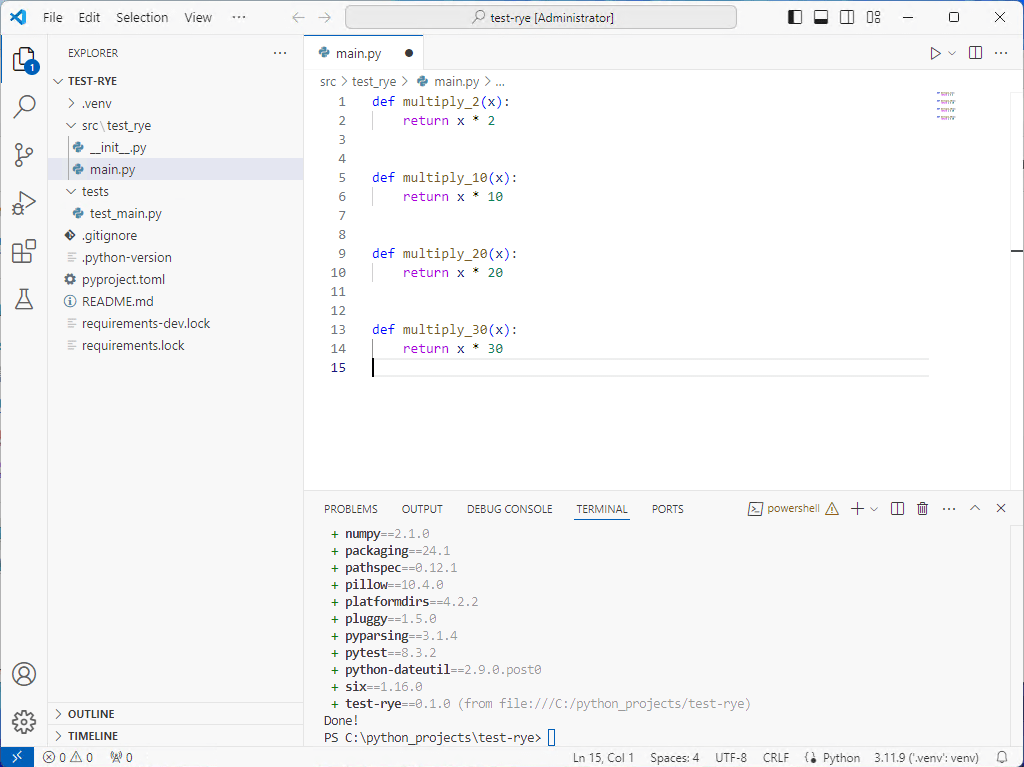 File Edit Selection View ··· test-rye [Administrator]
EXPLORER ···
TEST-RYE
.venv
src\test_rye
__init__.py
main.py
tests
test_main.py
.gitignore
.python-version
pyproject.toml
README.md
requirements-dev.lock
requirements.lock
OUTLINE
TIMELINE
1
main.py
src > test_rye > main.py > ...
1 def multiply_2(x):
2     return x * 2
3
4
5 def multiply_10(x):
6     return x * 10
7
8
9 def multiply_20(x):
10     return x * 20
11
12
13 def multiply_30(x):
14     return x * 30
15
PROBLEMS OUTPUT DEBUG CONSOLE TERMINAL PORTS powershell
+ numpy==2.1.0
+ packaging==24.1
+ pathspec==0.12.1
+ pillow==10.4.0
+ platformdirs==4.2.2
+ pluggy==1.5.0
+ pyparsing==3.1.4
+ pytest==8.3.2
+ python-dateutil==2.9.0.post0
+ six==1.16.0
+ test-rye==0.1.0 (from file:///C:/python_projects/test-rye)
Done!
PS C:\python_projects\test-rye>
0 0 0 Ln 15, Col 1 Spaces: 4 UTF-8 CRLF Python 3.11.9 ('.venv': venv)